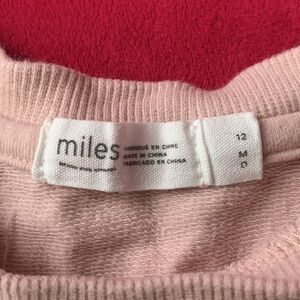 miles
FABRIQUÉ EN CHINE
MADE IN CHINA
FABRICADO EN CHINA
12
M